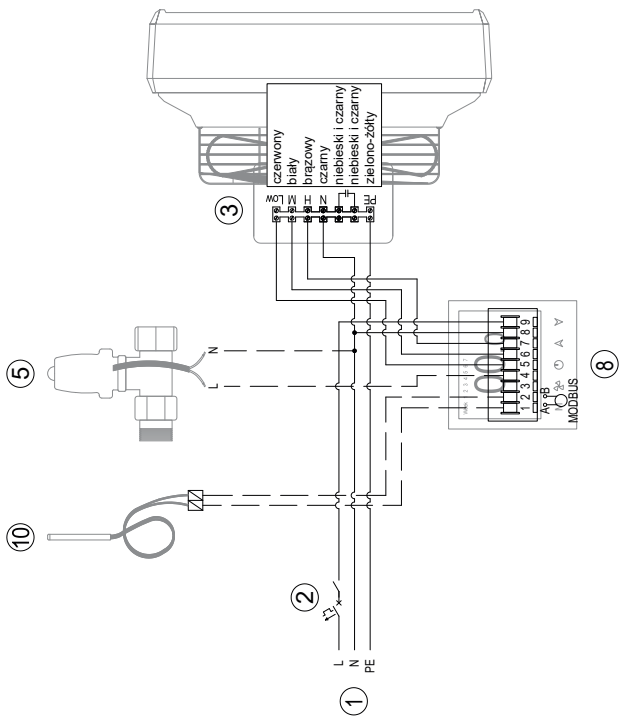 czerwony
biały
brązowy
czarny
niebieski i czarny
niebieski i czarny
zielono-żółty
Low
M
H
N
PE
3
5
N
L
10
2
L
N
PE
1
1 2 3 4 5 6 7 8 9
A
B
MODBUS
8